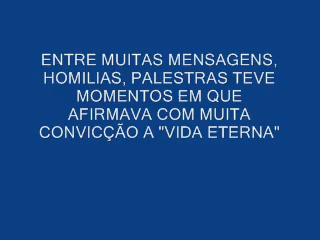 ENTRE MUITAS MENSAGENS,
HOMILIAS, PALESTRAS TEVE
MOMENTOS EM QUE
AFIRMAVA COM MUITA
CONVICÇÃO A "VIDA ETERNA"